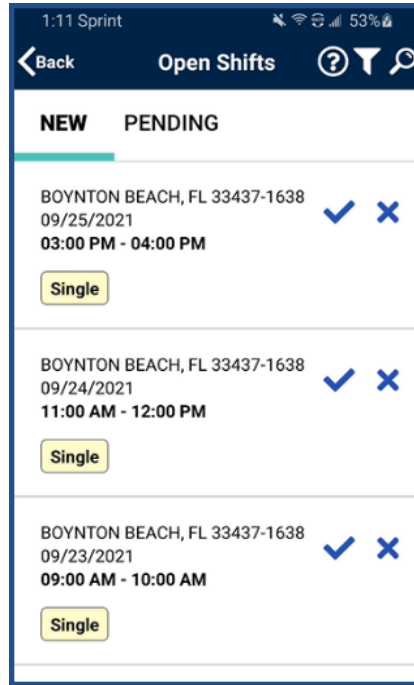 1:11 Sprint 53%
Back Open Shifts ?
NEW PENDING
BOYNTON BEACH, FL 33437-1638
09/25/2021
03:00 PM - 04:00 PM
Single
BOYNTON BEACH, FL 33437-1638
09/24/2021
11:00 AM - 12:00 PM
Single
BOYNTON BEACH, FL 33437-1638
09/23/2021
09:00 AM - 10:00 AM
Single